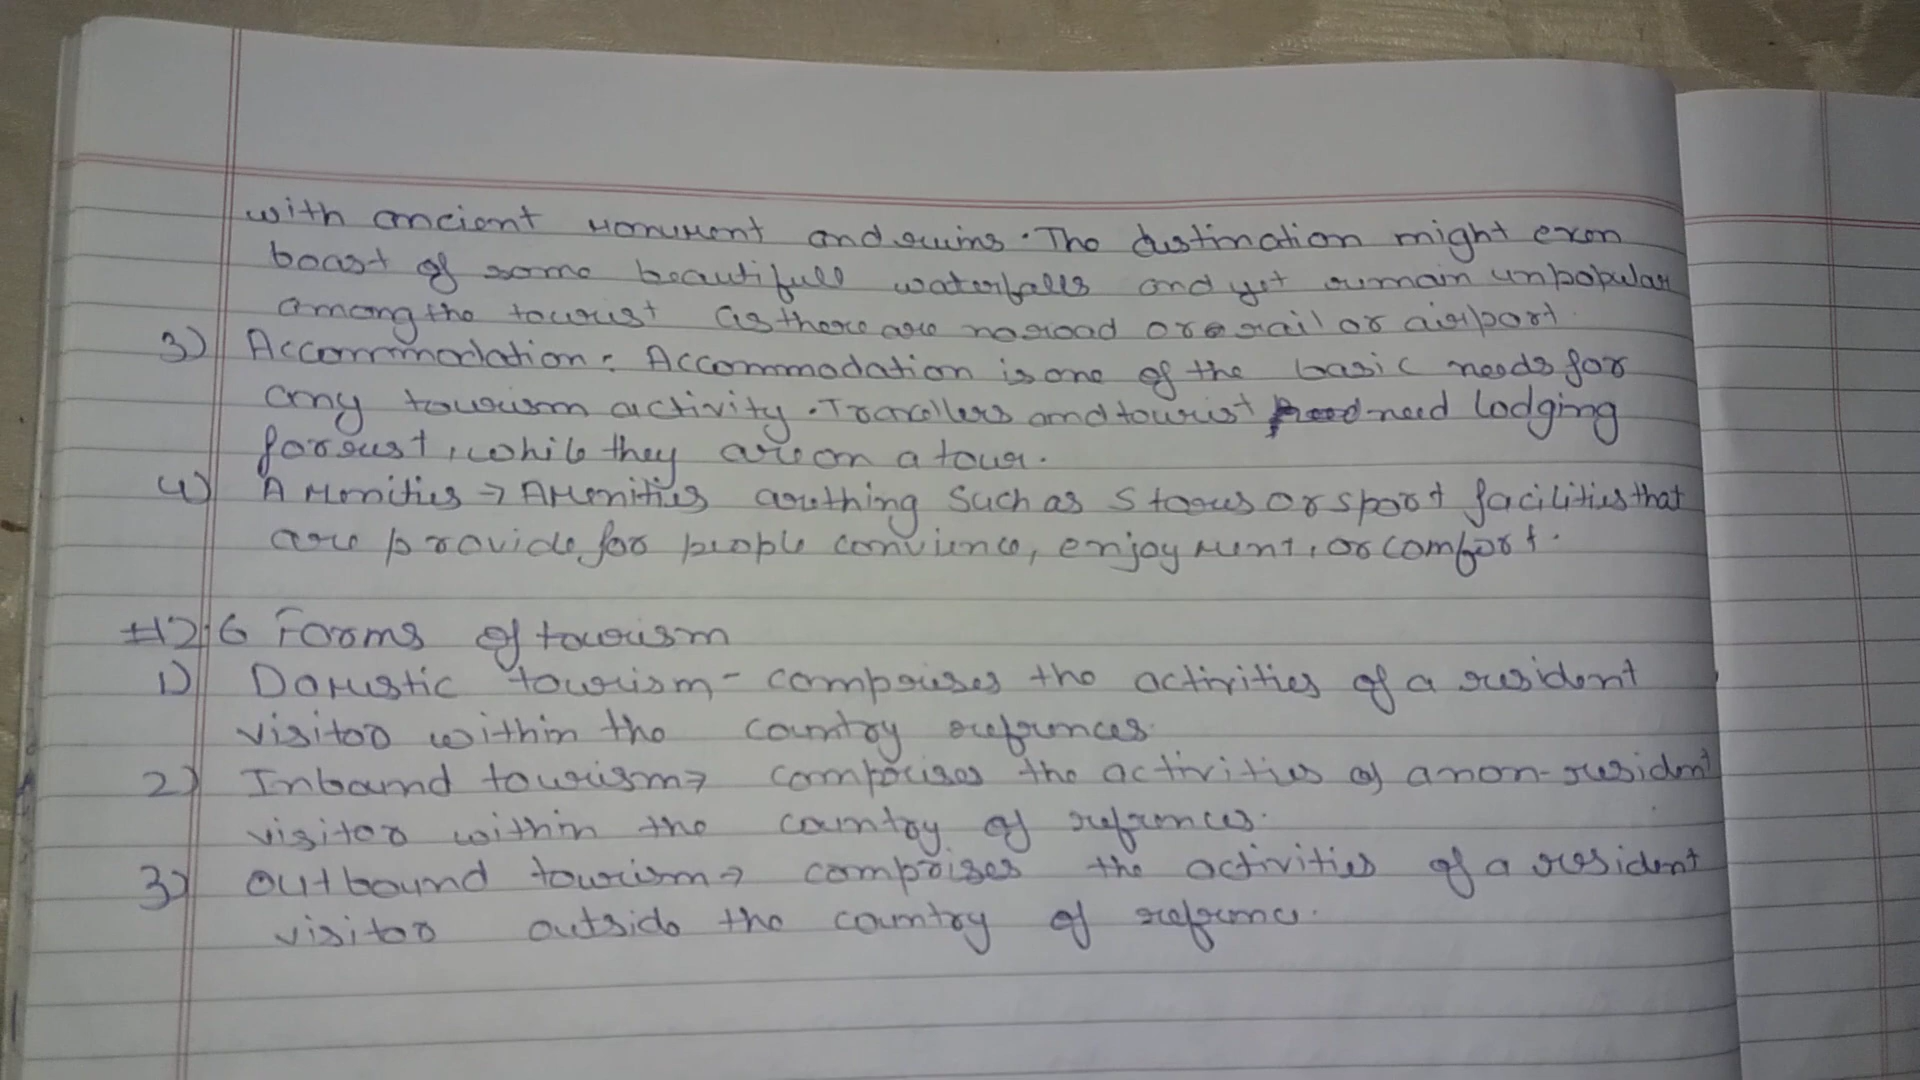 with ancient monument and ruins. The destination might even
boast of some beautifull waterfalls and yet remain unpopular
among the tourist as there are no road or rail or airport.
3) Accommodation: Accommodation is one of the basic needs for
any tourism activity. Travellers and tourist need lodging
for rest, while they are on a tour.
4) Amenities → Amenities are thing such as stores or sport facilities that
are provide for people convience, enjoyment, or comfort.
#2.6 Forms of tourism
1) Domestic tourism - comprises the activities of a resident
visitor within the country refrences.
2) Inbound tourism → comprises the activities of a non-resident
visitor within the country of refrences.
3) Outbound tourism → comprises the activities of a resident
visitor outside the country of refrence.